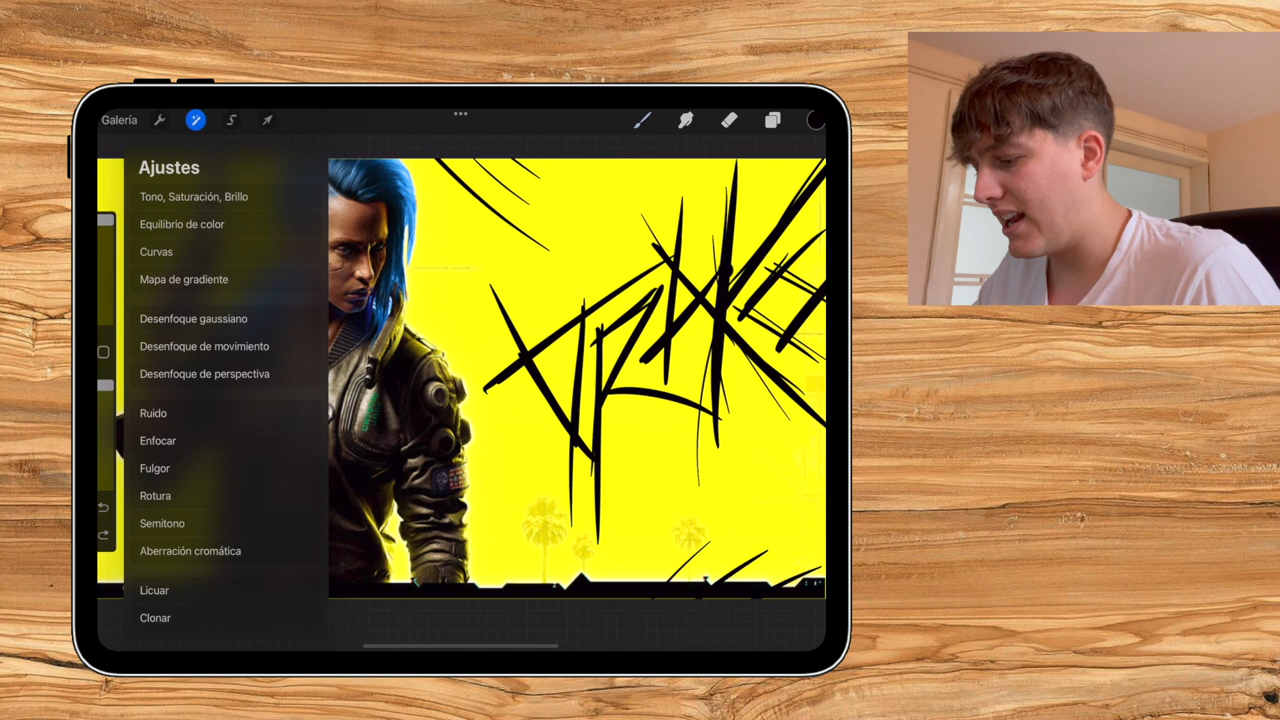 Galería
Ajustes
Tono, Saturación, Brillo
Equilibrio de color
Curvas
Mapa de gradiente
Desenfoque gaussiano
Desenfoque de movimiento
Desenfoque de perspectiva
Ruido
Enfocar
Fulgor
Rotura
Semitono
Aberración cromática
Licuar
Clonar